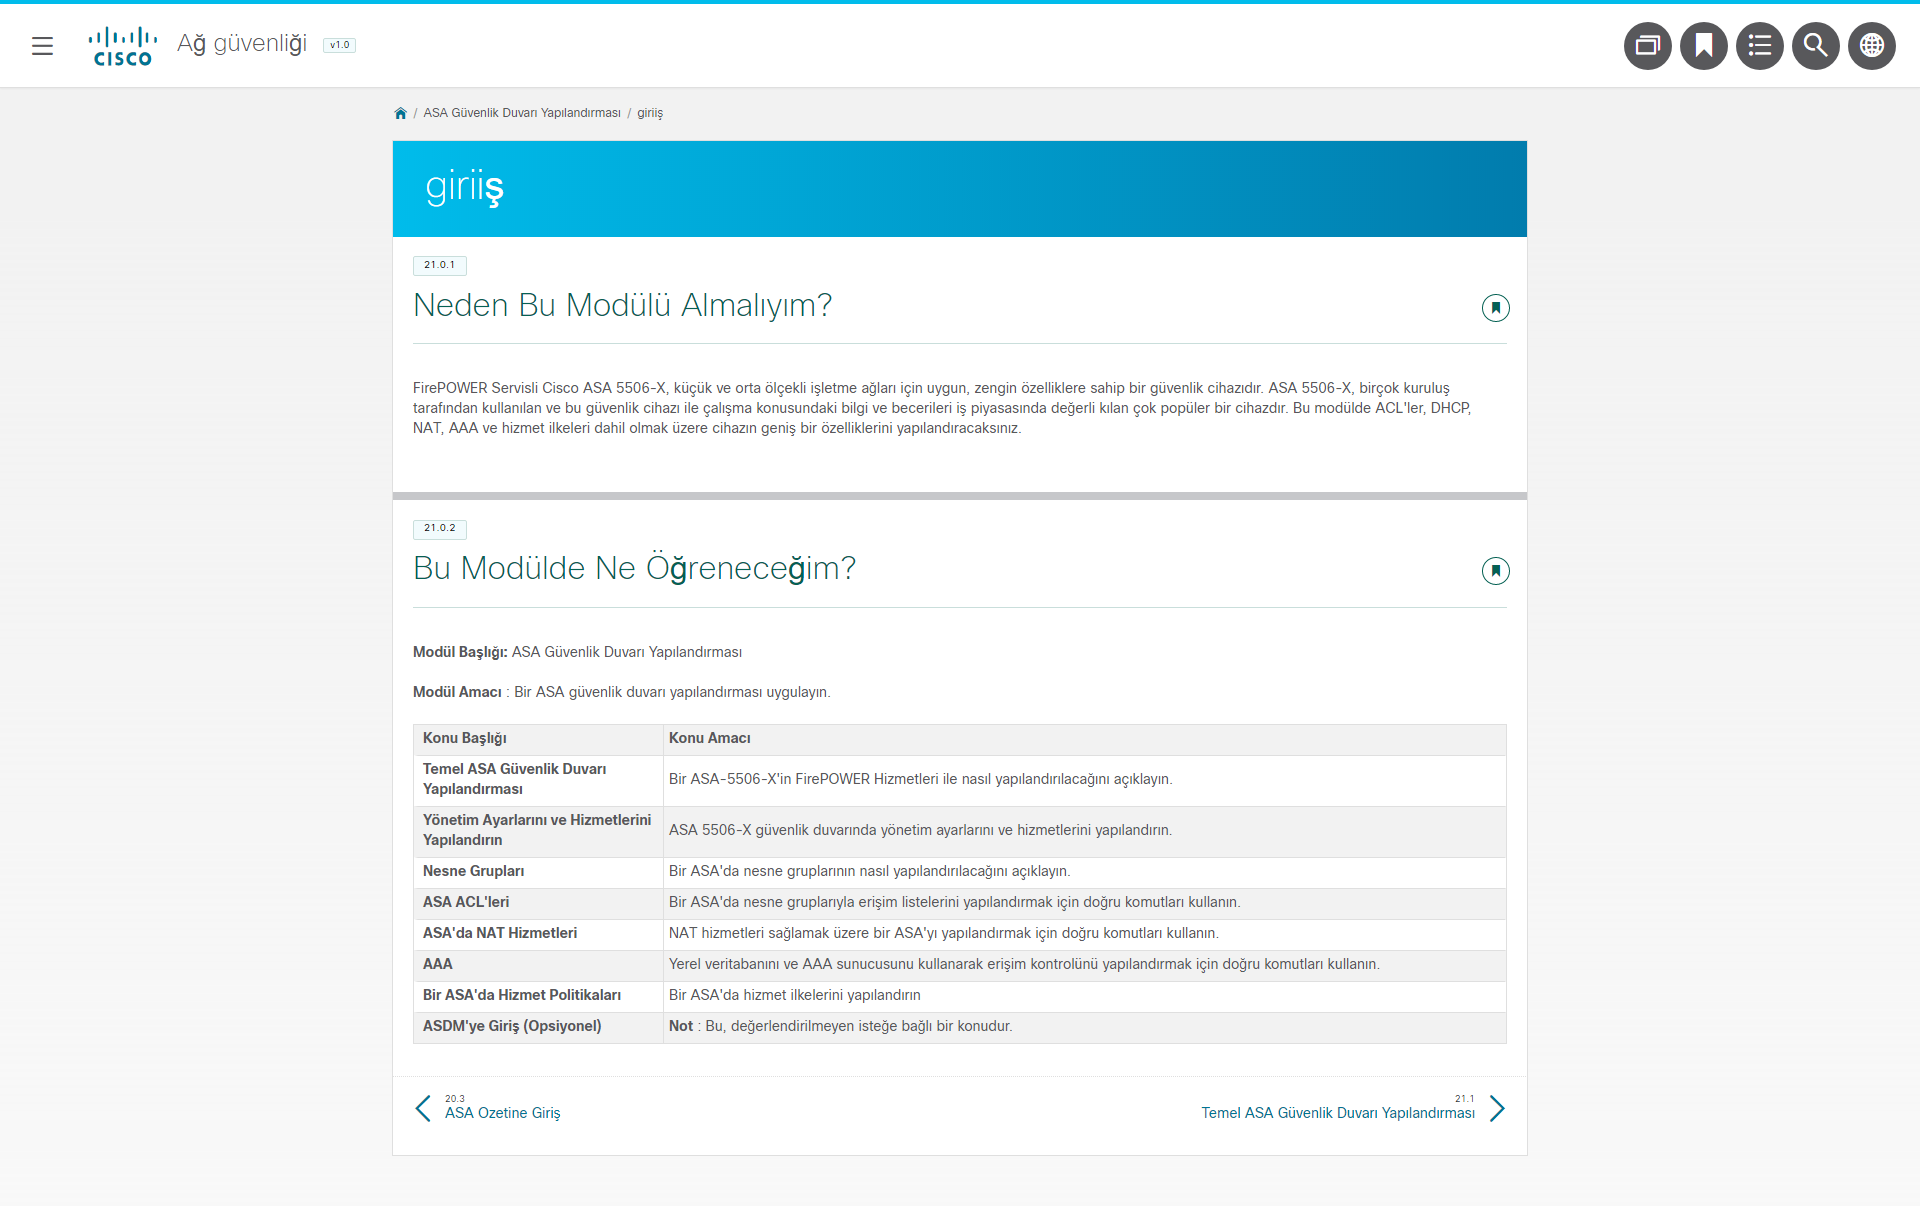 CISCO
Ağ güvenliği v1.0
/ ASA Güvenlik Duvarı Yapılandırması / giriiş
giriiş
21.0.1
Neden Bu Modülü Almalıyım?
FirePOWER Servisli Cisco ASA 5506-X, küçük ve orta ölçekli işletme ağları için uygun, zengin özelliklere sahip bir güvenlik cihazıdır. ASA 5506-X, birçok kuruluş
tarafından kullanılan ve bu güvenlik cihazı ile çalışma konusundaki bilgi ve becerileri iş piyasasında değerli kılan çok popüler bir cihazdır. Bu modülde ACL'ler, DHCP,
NAT, AAA ve hizmet ilkeleri dahil olmak üzere cihazın geniş bir özelliklerini yapılandıracaksınız.
21.0.2
Bu Modülde Ne Öğreneceğim?
Modül Başlığı: ASA Güvenlik Duvarı Yapılandırması
Modül Amacı : Bir ASA güvenlik duvarı yapılandırması uygulayın.
Konu Başlığı Konu Amacı
Temel ASA Güvenlik Duvarı
Yapılandırması
Bir ASA-5506-X'in FirePOWER Hizmetleri ile nasıl yapılandırılacağını açıklayın.
Yönetim Ayarlarını ve Hizmetlerini
Yapılandırın
ASA 5506-X güvenlik duvarında yönetim ayarlarını ve hizmetlerini yapılandırın.
Nesne Grupları Bir ASA'da nesne gruplarının nasıl yapılandırılacağını açıklayın.
ASA ACL'leri Bir ASA'da nesne gruplarıyla erişim listelerini yapılandırmak için doğru komutları kullanın.
ASA'da NAT Hizmetleri NAT hizmetleri sağlamak üzere bir ASA'yı yapılandırmak için doğru komutları kullanın.
AAA Yerel veritabanını ve AAA sunucusunu kullanarak erişim kontrolünü yapılandırmak için doğru komutları kullanın.
Bir ASA'da Hizmet Politikaları Bir ASA'da hizmet ilkelerini yapılandırın
ASDM'ye Giriş (Opsiyonel) Not : Bu, değerlendirilmeyen isteğe bağlı bir konudur.
20.3
ASA Ozetine Giriş
21.1
Temel ASA Güvenlik Duvarı Yapılandırması